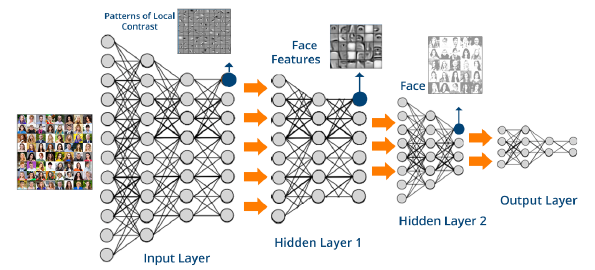 Patterns of Local
Contrast
Face
Features
Face
Input Layer
Hidden Layer 1
Hidden Layer 2
Output Layer